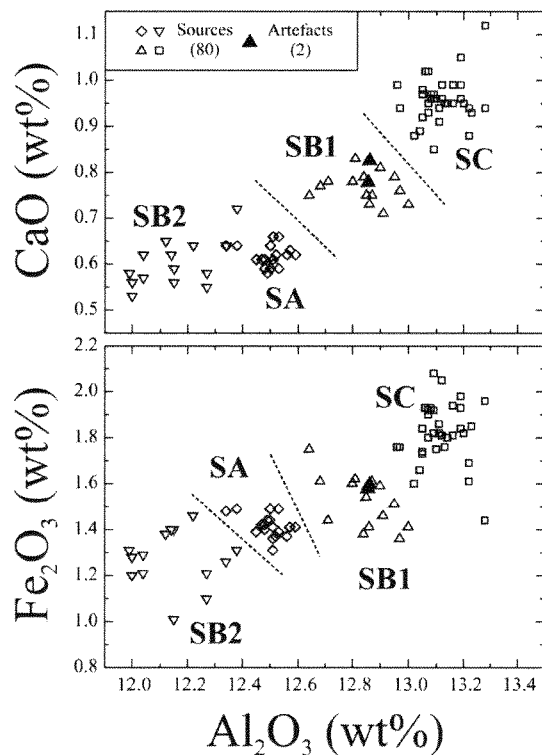 ◇ ▽ Sources ▲ Artefacts
△ □ (80) (2)
CaO (wt%)
1.1
1.0
0.9
0.8
0.7
0.6
0.5
SB1
SC
SB2
SA
Fe₂O₃ (wt%)
2.2
2.0
1.8
1.6
1.4
1.2
1.0
0.8
SC
SA
SB1
SB2
12.0 12.2 12.4 12.6 12.8 13.0 13.2 13.4
Al₂O₃ (wt%)